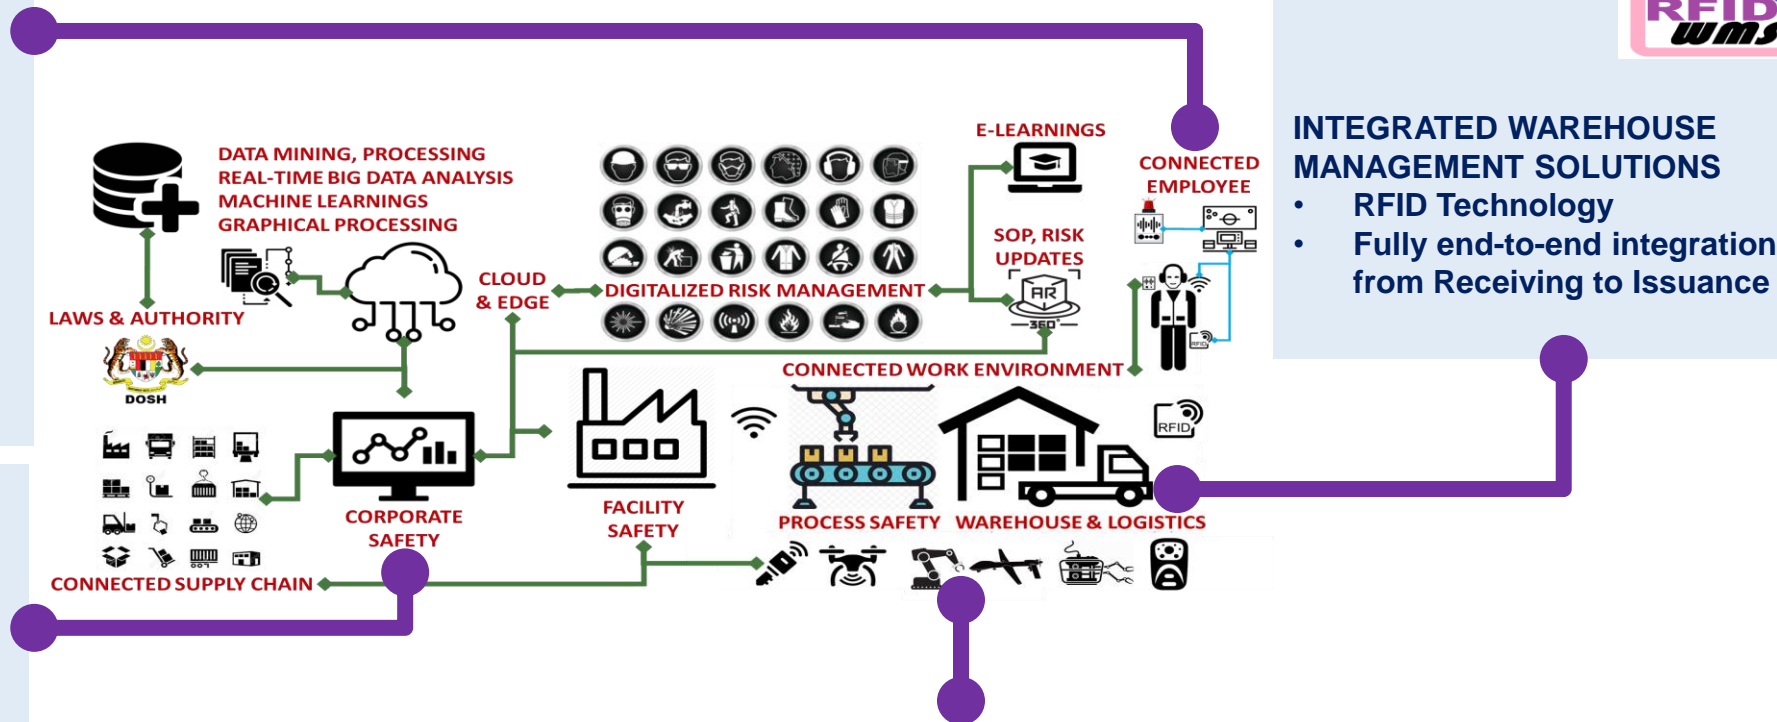 RFID
WMS
INTEGRATED WAREHOUSE
MANAGEMENT SOLUTIONS
• RFID Technology
• Fully end-to-end integration
from Receiving to Issuance
E-LEARNINGS
CONNECTED
EMPLOYEE
DATA MINING, PROCESSING
REAL-TIME BIG DATA ANALYSIS
MACHINE LEARNINGS
GRAPHICAL PROCESSING
SOP, RISK
UPDATES
CLOUD
& EDGE
DIGITALIZED RISK MANAGEMENT
AR
360°
LAWS & AUTHORITY
DOSH
RFID
CONNECTED WORK ENVIRONMENT
RFID
CORPORATE
SAFETY
FACILITY
SAFETY
PROCESS SAFETY
WAREHOUSE & LOGISTICS
CONNECTED SUPPLY CHAIN